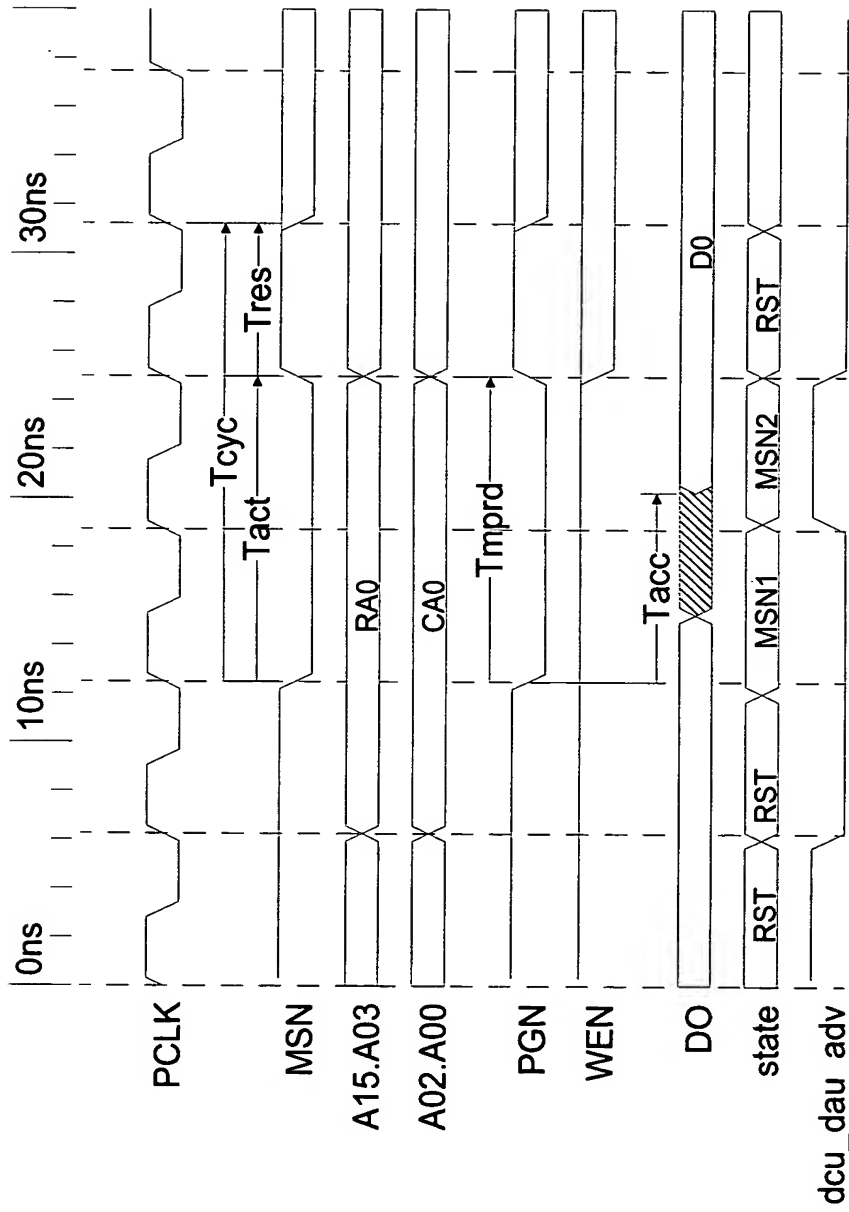 0ns 10ns 20ns 30ns
PCLK
Tcyc
Tact Tres
MSN
A15.A03 RA0
A02.A00 CA0
Tmprd
PGN
WEN
Tacc
DO D0
state RST RST MSN1 MSN2 RST
dcu_dau_adv